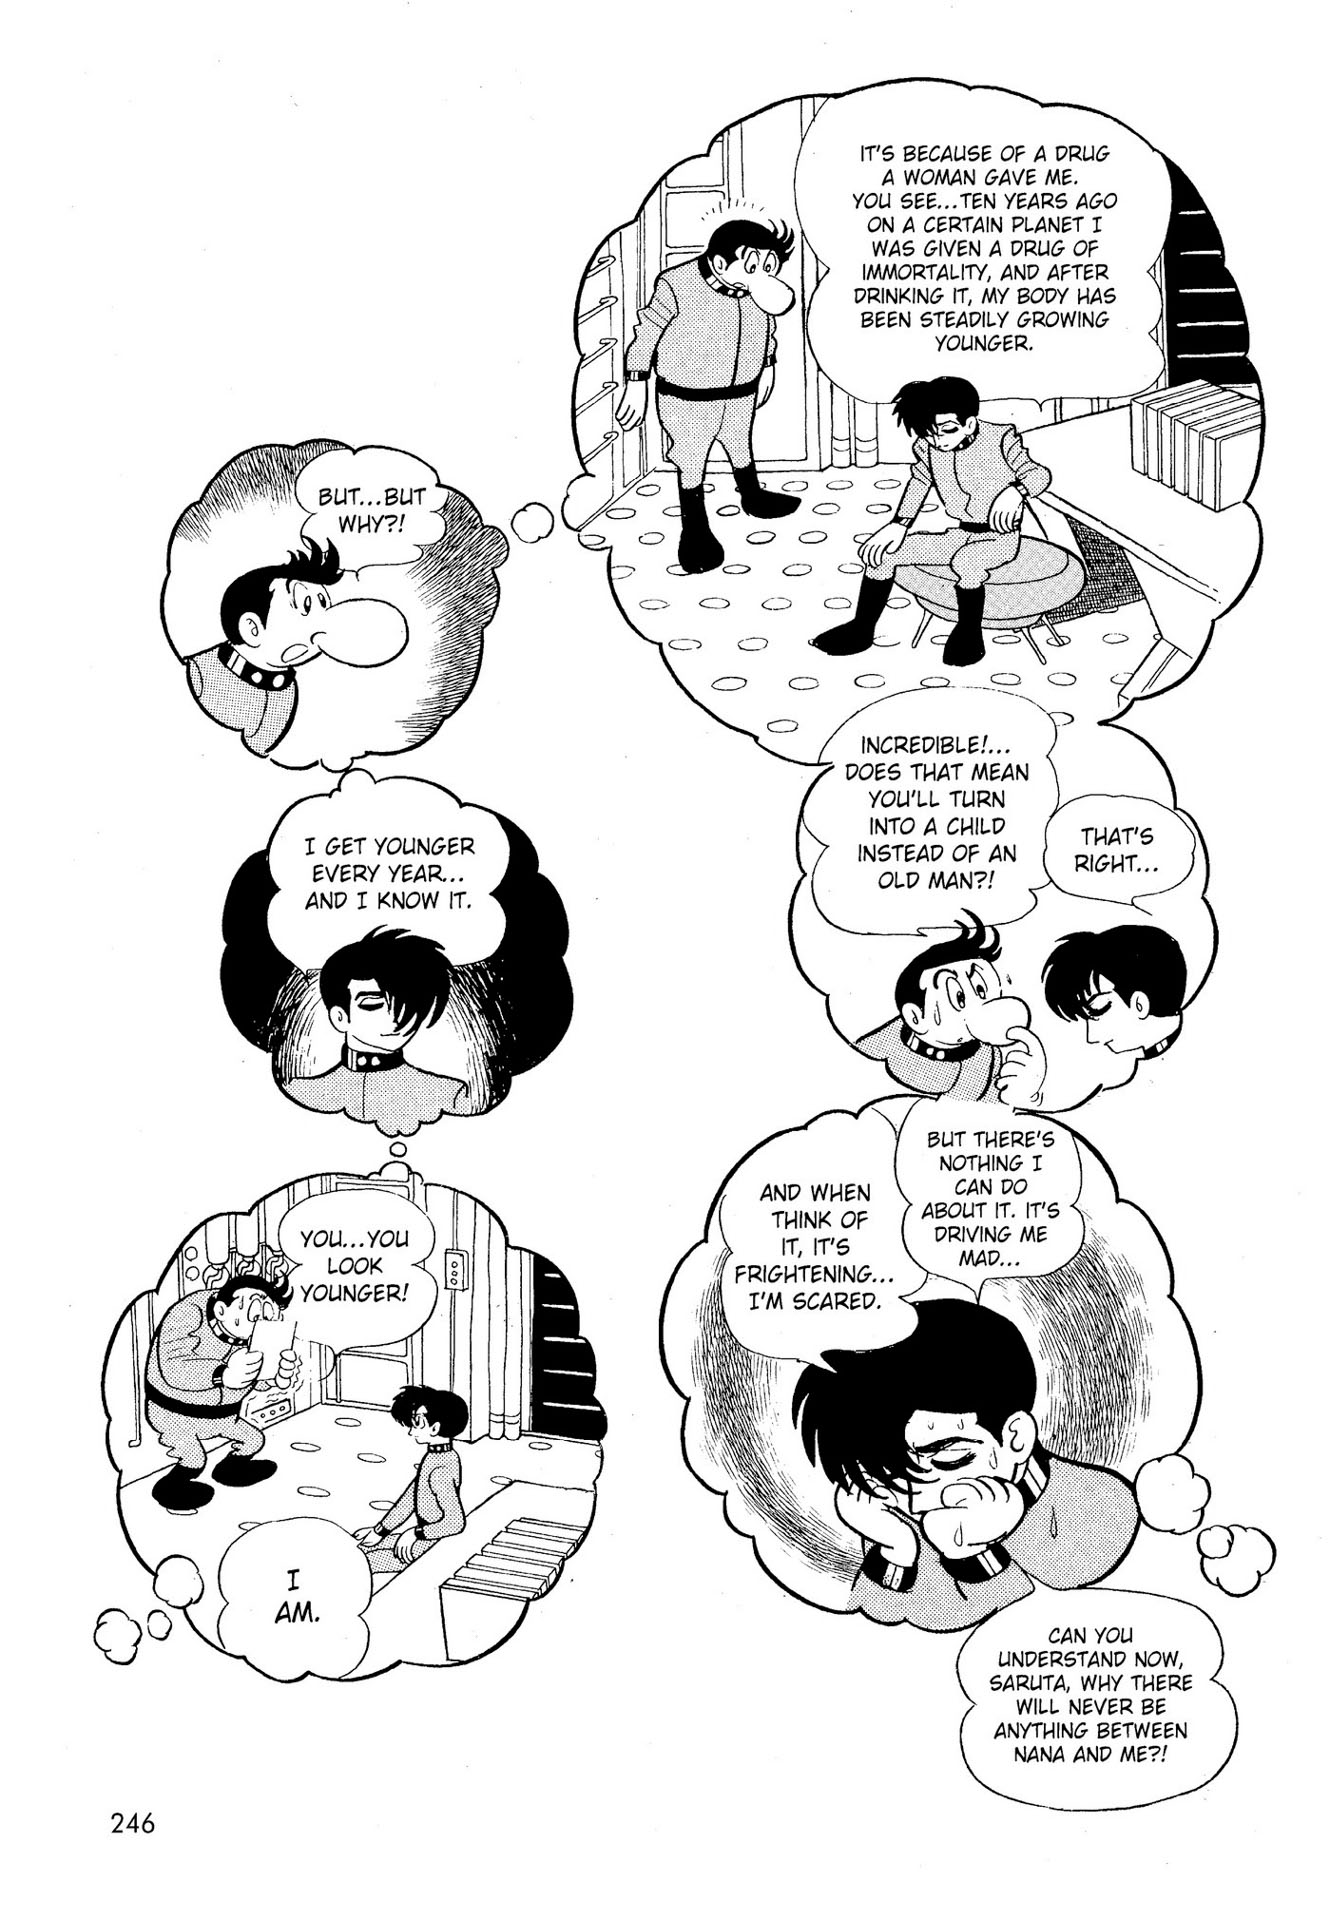 YOU...YOU
LOOK
YOUNGER!
I
AM.
I GET YOUNGER
EVERY YEAR...
AND I KNOW IT.
BUT...BUT
WHY?!
IT'S BECAUSE OF A DRUG
A WOMAN GAVE ME.
YOU SEE...TEN YEARS AGO
ON A CERTAIN PLANET I
WAS GIVEN A DRUG OF
IMMORTALITY, AND AFTER
DRINKING IT, MY BODY HAS
BEEN STEADILY GROWING
YOUNGER.
INCREDIBLE!...
DOES THAT MEAN
YOU'LL TURN
INTO A CHILD
INSTEAD OF AN
OLD MAN?!
THAT'S
RIGHT...
BUT THERE'S
NOTHING I
CAN DO
ABOUT IT. IT'S
DRIVING ME
MAD...
AND WHEN
THINK OF
IT, IT'S
FRIGHTENING...
I'M SCARED.
CAN YOU
UNDERSTAND NOW,
SARUTA, WHY THERE
WILL NEVER BE
ANYTHING BETWEEN
NANA AND ME?!
246